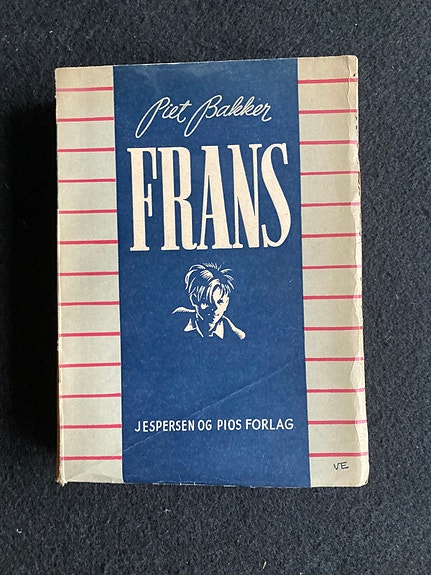 Piet Bakker
FRANS
JESPERSEN OG PIOS FORLAG
VE